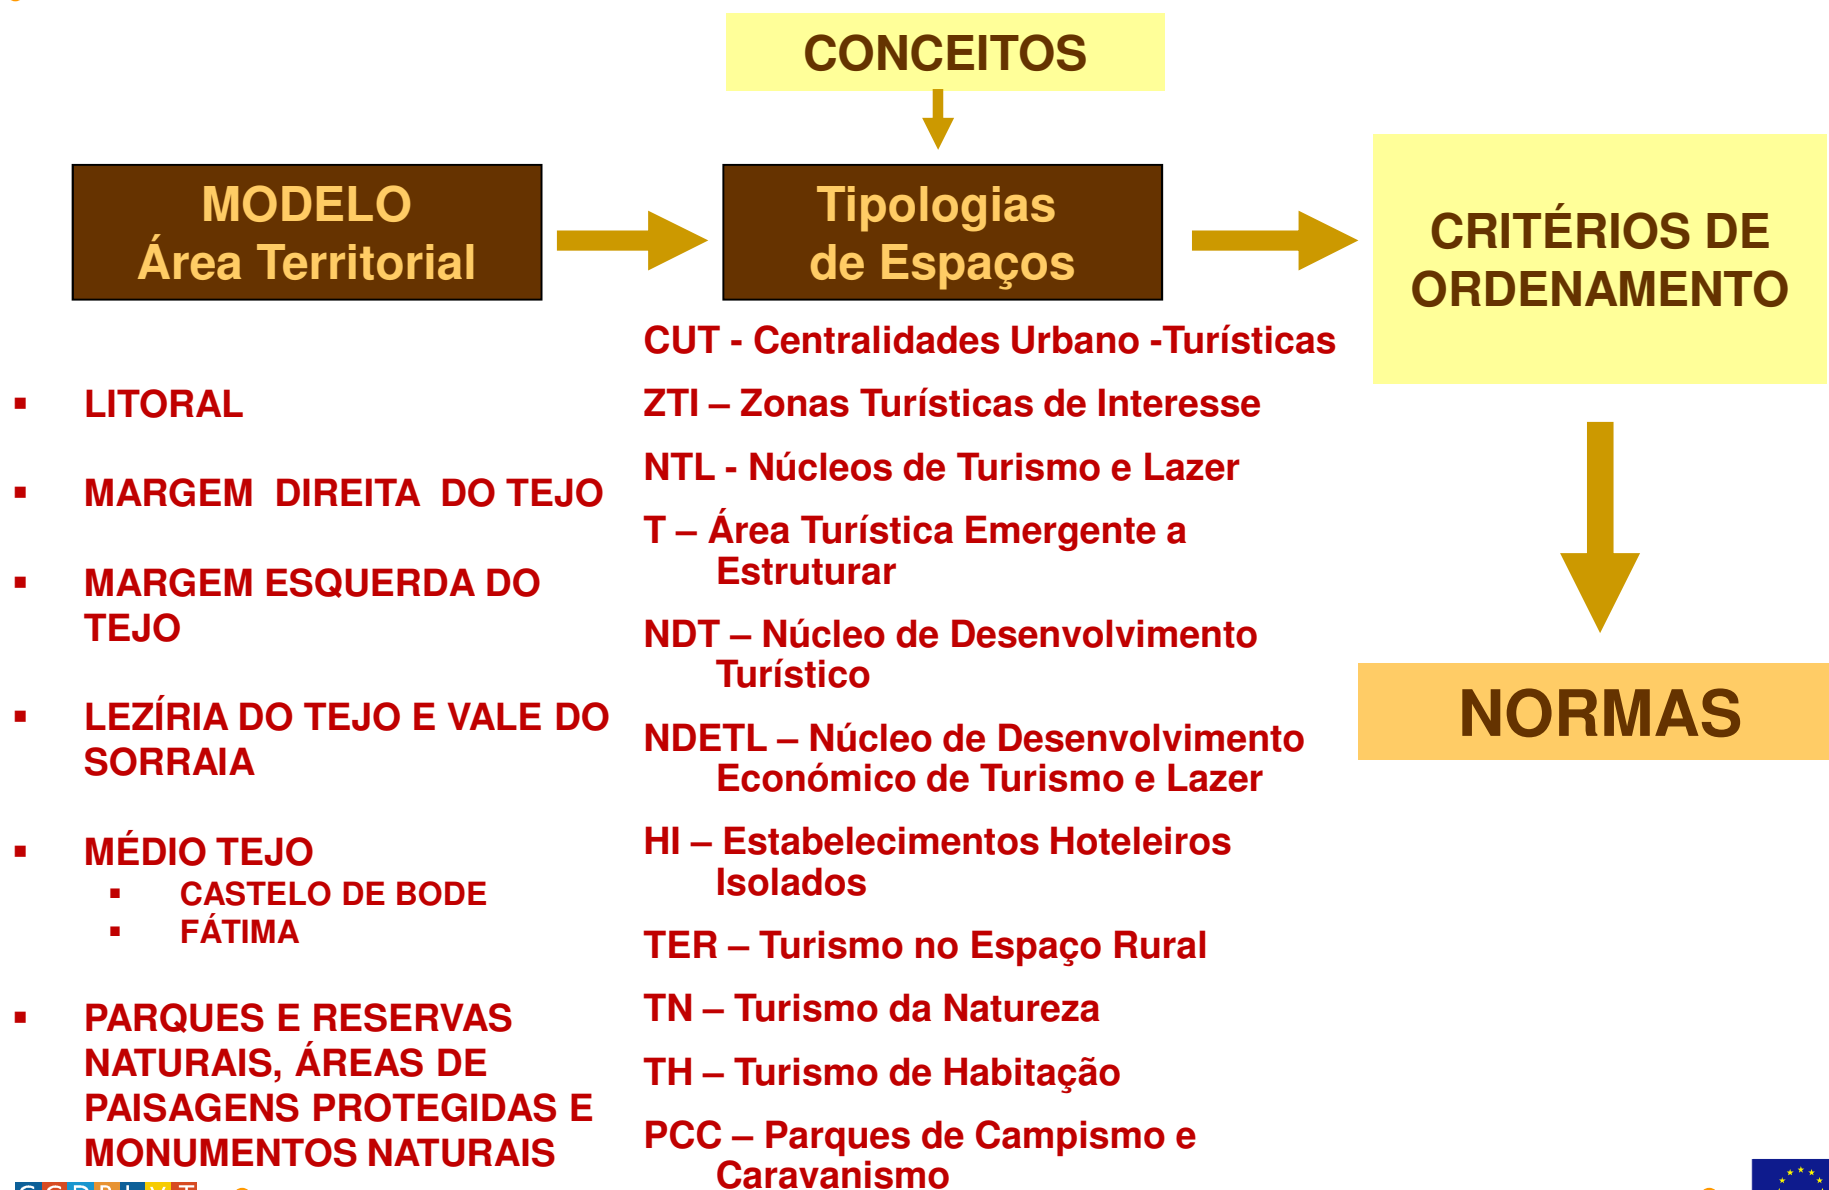 CONCEITOS
MODELO
Área Territorial
Tipologias
de Espaços
CRITÉRIOS DE
ORDENAMENTO
NORMAS
▪ LITORAL
▪ MARGEM DIREITA DO TEJO
▪ MARGEM ESQUERDA DO
TEJO
▪ LEZÍRIA DO TEJO E VALE DO
SORRAIA
▪ MÉDIO TEJO
▪ CASTELO DE BODE
▪ FÁTIMA
▪ PARQUES E RESERVAS
NATURAIS, ÁREAS DE
PAISAGENS PROTEGIDAS E
MONUMENTOS NATURAIS
CUT - Centralidades Urbano -Turísticas
ZTI – Zonas Turísticas de Interesse
NTL - Núcleos de Turismo e Lazer
T – Área Turística Emergente a
Estruturar
NDT – Núcleo de Desenvolvimento
Turístico
NDETL – Núcleo de Desenvolvimento
Económico de Turismo e Lazer
HI – Estabelecimentos Hoteleiros
Isolados
TER – Turismo no Espaço Rural
TN – Turismo da Natureza
TH – Turismo de Habitação
PCC – Parques de Campismo e
Caravanismo